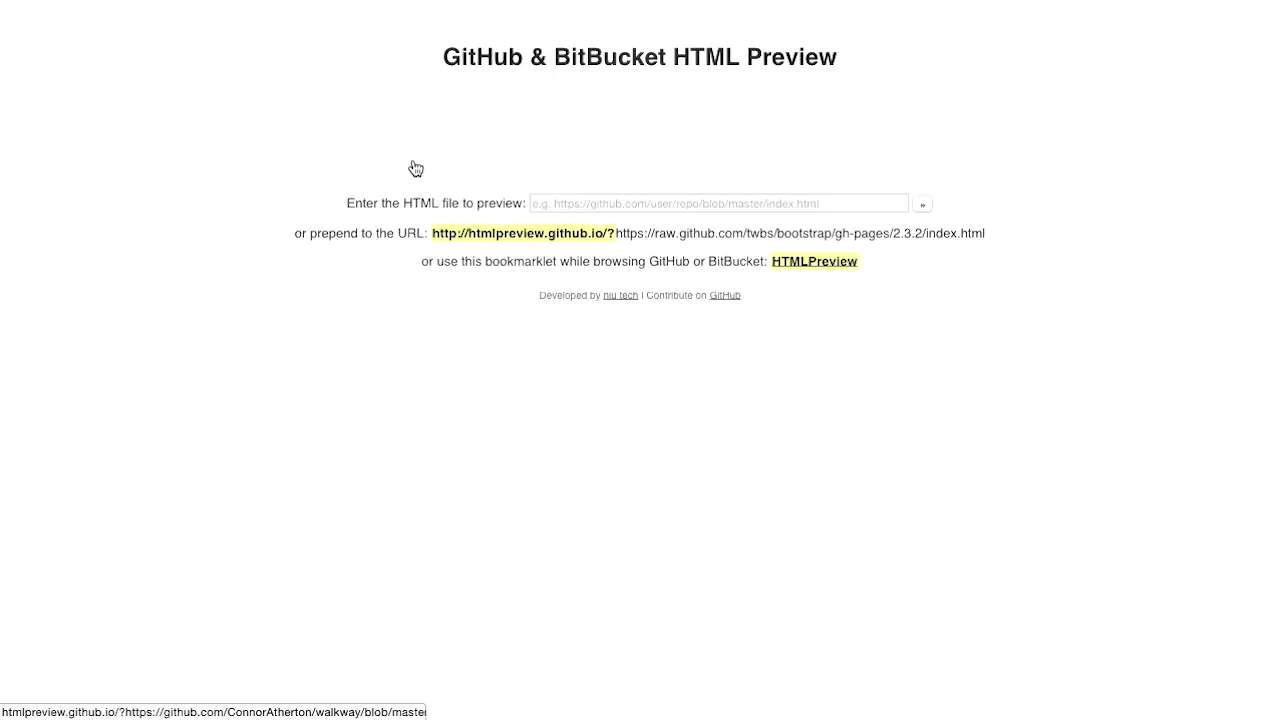 GitHub & BitBucket HTML Preview
Enter the HTML file to preview: e.g. https://github.com/user/repo/blob/master/index.html »
or prepend to the URL: http://htmlpreview.github.io/?https://raw.github.com/twbs/bootstrap/gh-pages/2.3.2/index.html
or use this bookmarklet while browsing GitHub or BitBucket: HTMLPreview
Developed by niu tech | Contribute on GitHub
htmlpreview.github.io/?https://github.com/ConnorAtherton/walkway/blob/master